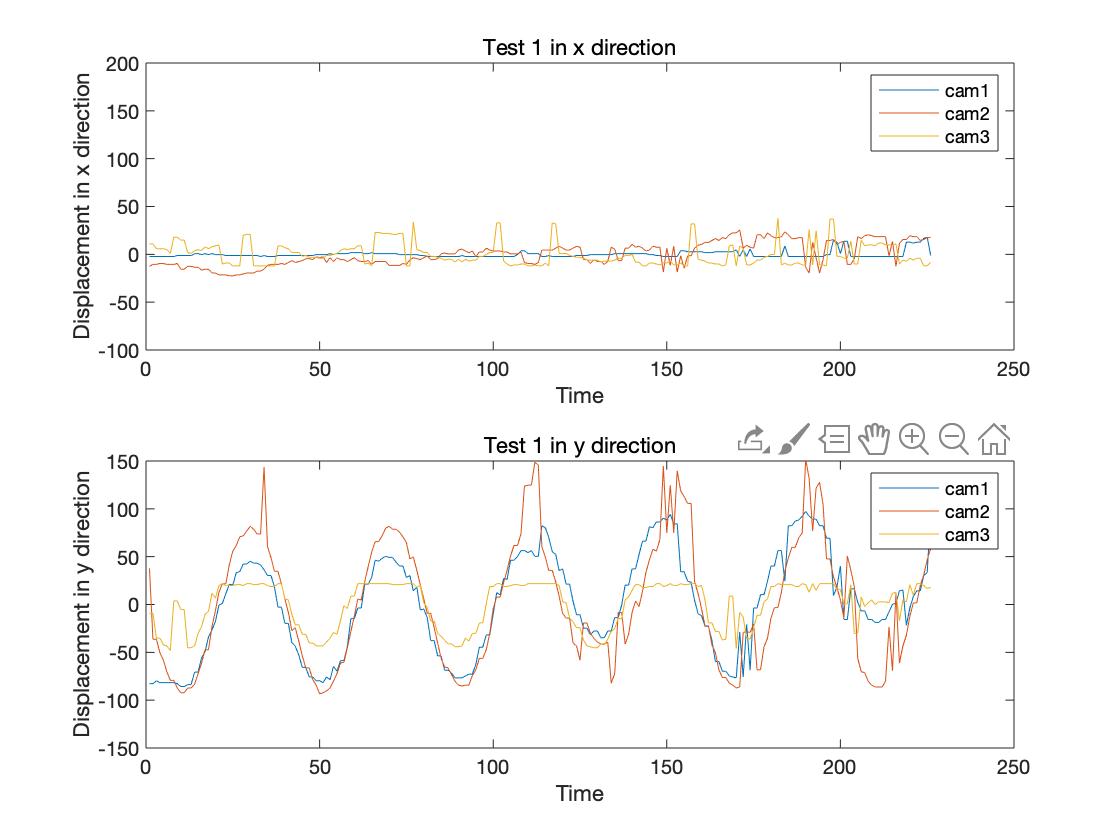 Test 1 in x direction
200
150
100
50
0
-50
-100
Displacement in x direction
cam1
cam2
cam3
0 50 100 150 200 250
Time
Test 1 in y direction
150
100
50
0
-50
-100
-150
Displacement in y direction
cam1
cam2
cam3
0 50 100 150 200 250
Time